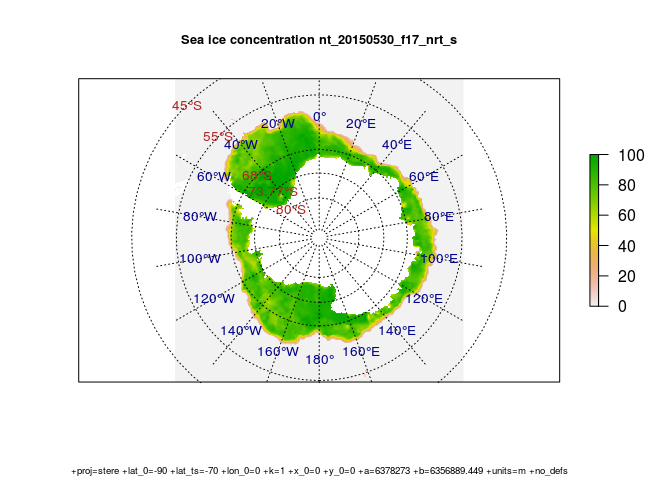 Sea ice concentration nt_20150530_f17_nrt_s
45°S
0°
20°W
20°E
55°S
40°W
40°E
60°W
68°S
60°E
73.77°S
80°S
80°W
80°E
100°W
100°E
120°W
120°E
140°W
140°E
160°W
160°E
180°
100
80
60
40
20
0
+proj=stere +lat_0=-90 +lat_ts=-70 +lon_0=0 +k=1 +x_0=0 +y_0=0 +a=6378273 +b=6356889.449 +units=m +no_defs